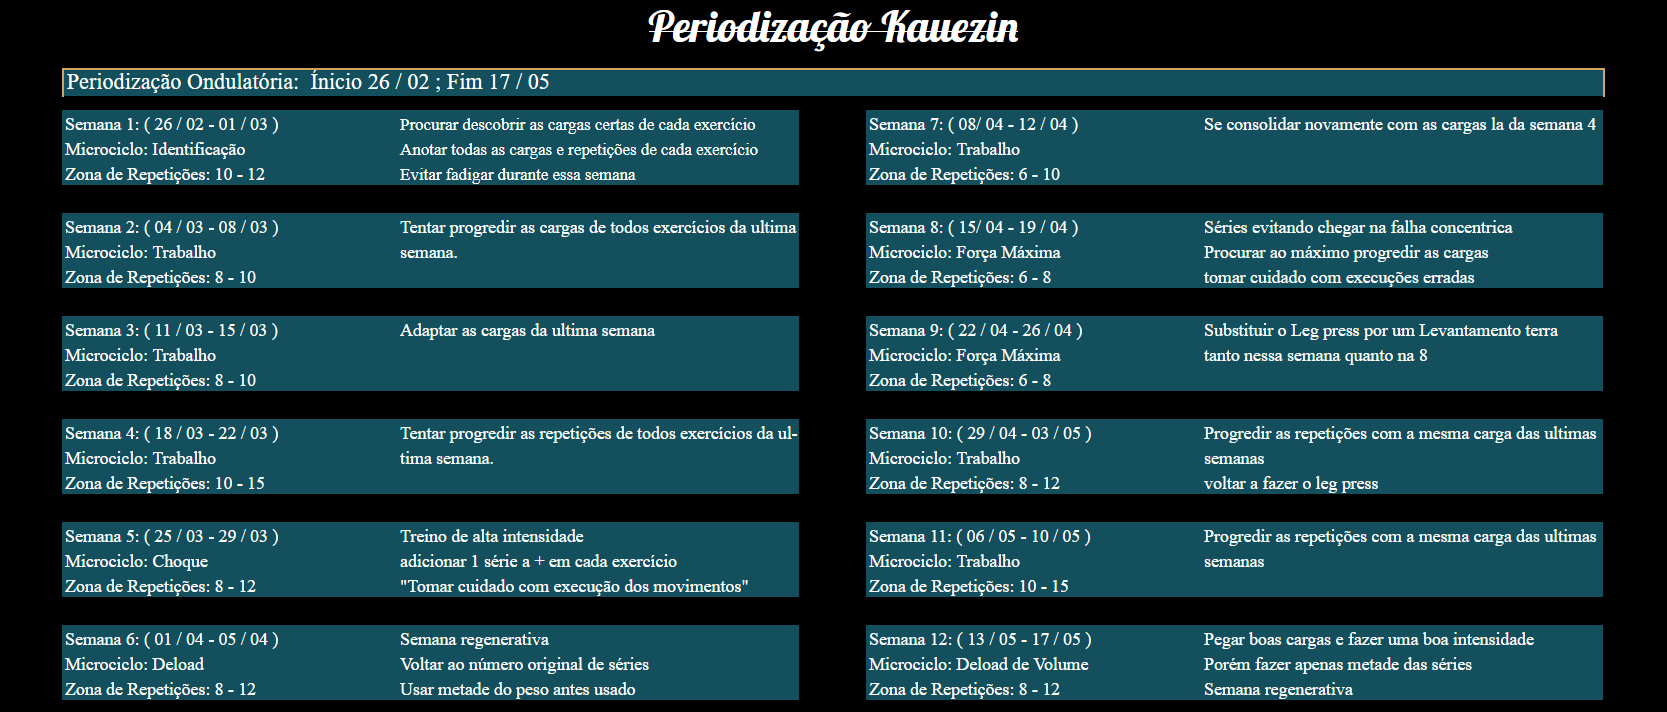 Periodização Kauezin
Periodização Ondulatória:  Ínicio 26 / 02 ; Fim 17 / 05
Semana 1: ( 26 / 02 - 01 / 03 )
Microciclo: Identificação
Zona de Repetições: 10 - 12
Procurar descobrir as cargas certas de cada exercício
Anotar todas as cargas e repetições de cada exercício
Evitar fadigar durante essa semana
Semana 2: ( 04 / 03 - 08 / 03 )
Microciclo: Trabalho
Zona de Repetições: 8 - 10
Tentar progredir as cargas de todos exercícios da ultima
semana.
Semana 3: ( 11 / 03 - 15 / 03 )
Microciclo: Trabalho
Zona de Repetições: 8 - 10
Adaptar as cargas da ultima semana
Semana 4: ( 18 / 03 - 22 / 03 )
Microciclo: Trabalho
Zona de Repetições: 10 - 15
Tentar progredir as repetições de todos exercícios da ul-
tima semana.
Semana 5: ( 25 / 03 - 29 / 03 )
Microciclo: Choque
Zona de Repetições: 8 - 12
Treino de alta intensidade
adicionar 1 série a + em cada exercício
"Tomar cuidado com execução dos movimentos"
Semana 6: ( 01 / 04 - 05 / 04 )
Microciclo: Deload
Zona de Repetições: 8 - 12
Semana regenerativa
Voltar ao número original de séries
Usar metade do peso antes usado
Semana 7: ( 08/ 04 - 12 / 04 )
Microciclo: Trabalho
Zona de Repetições: 6 - 10
Se consolidar novamente com as cargas la da semana 4
Semana 8: ( 15/ 04 - 19 / 04 )
Microciclo: Força Máxima
Zona de Repetições: 6 - 8
Séries evitando chegar na falha concentrica
Procurar ao máximo progredir as cargas
tomar cuidado com execuções erradas
Semana 9: ( 22 / 04 - 26 / 04 )
Microciclo: Força Máxima
Zona de Repetições: 6 - 8
Substituir o Leg press por um Levantamento terra
tanto nessa semana quanto na 8
Semana 10: ( 29 / 04 - 03 / 05 )
Microciclo: Trabalho
Zona de Repetições: 8 - 12
Progredir as repetições com a mesma carga das ultimas
semanas
voltar a fazer o leg press
Semana 11: ( 06 / 05 - 10 / 05 )
Microciclo: Trabalho
Zona de Repetições: 10 - 15
Progredir as repetições com a mesma carga das ultimas
semanas
Semana 12: ( 13 / 05 - 17 / 05 )
Microciclo: Deload de Volume
Zona de Repetições: 8 - 12
Pegar boas cargas e fazer uma boa intensidade
Porém fazer apenas metade das séries
Semana regenerativa